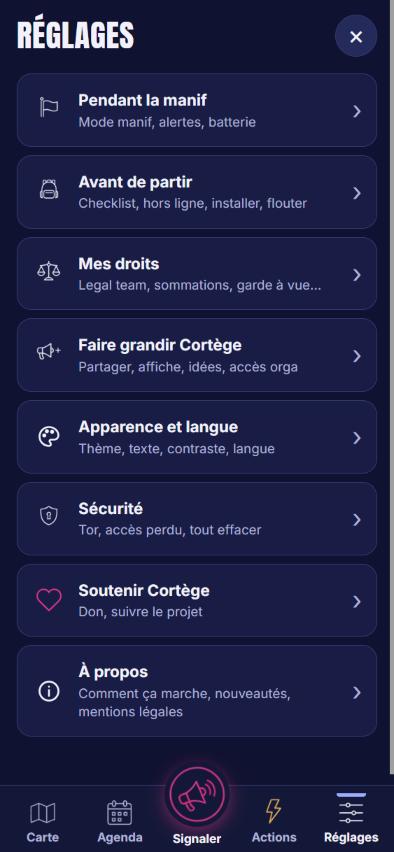 RÉGLAGES
Pendant la manif
Mode manif, alertes, batterie
Avant de partir
Checklist, hors ligne, installer, flouter
Mes droits
Legal team, sommations, garde à vue...
Faire grandir Cortège
Partager, affiche, idées, accès orga
Apparence et langue
Thème, texte, contraste, langue
Sécurité
Tor, accès perdu, tout effacer
Soutenir Cortège
Don, suivre le projet
À propos
Comment ça marche, nouveautés,
mentions légales
Carte Agenda Signaler Actions Réglages